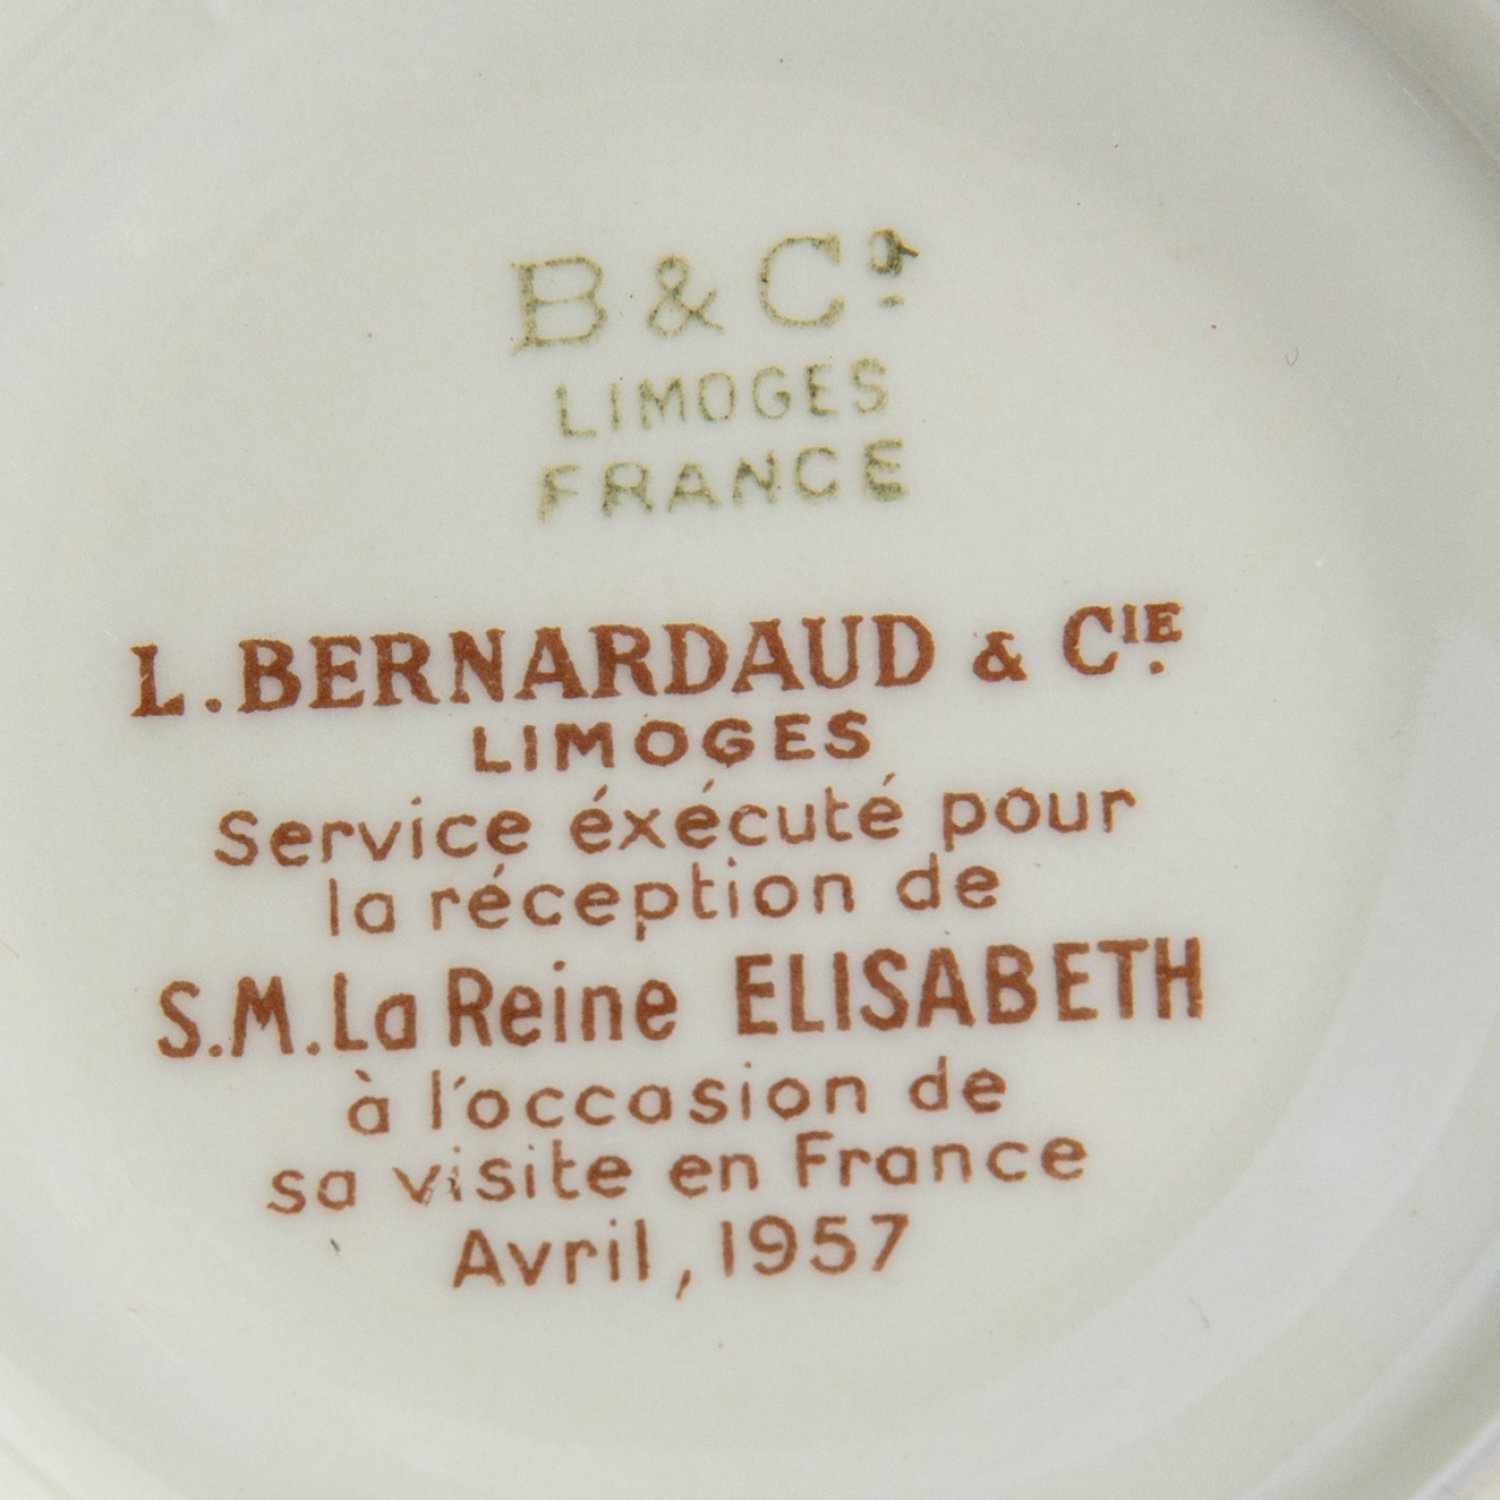 B & Cº
LIMOGES
FRANCE
L. BERNARDAUD & CIE.
LIMOGES
Service éxécuté pour
la réception de
S.M. La Reine ELISABETH
à l'occasion de
sa visite en France
Avril, 1957